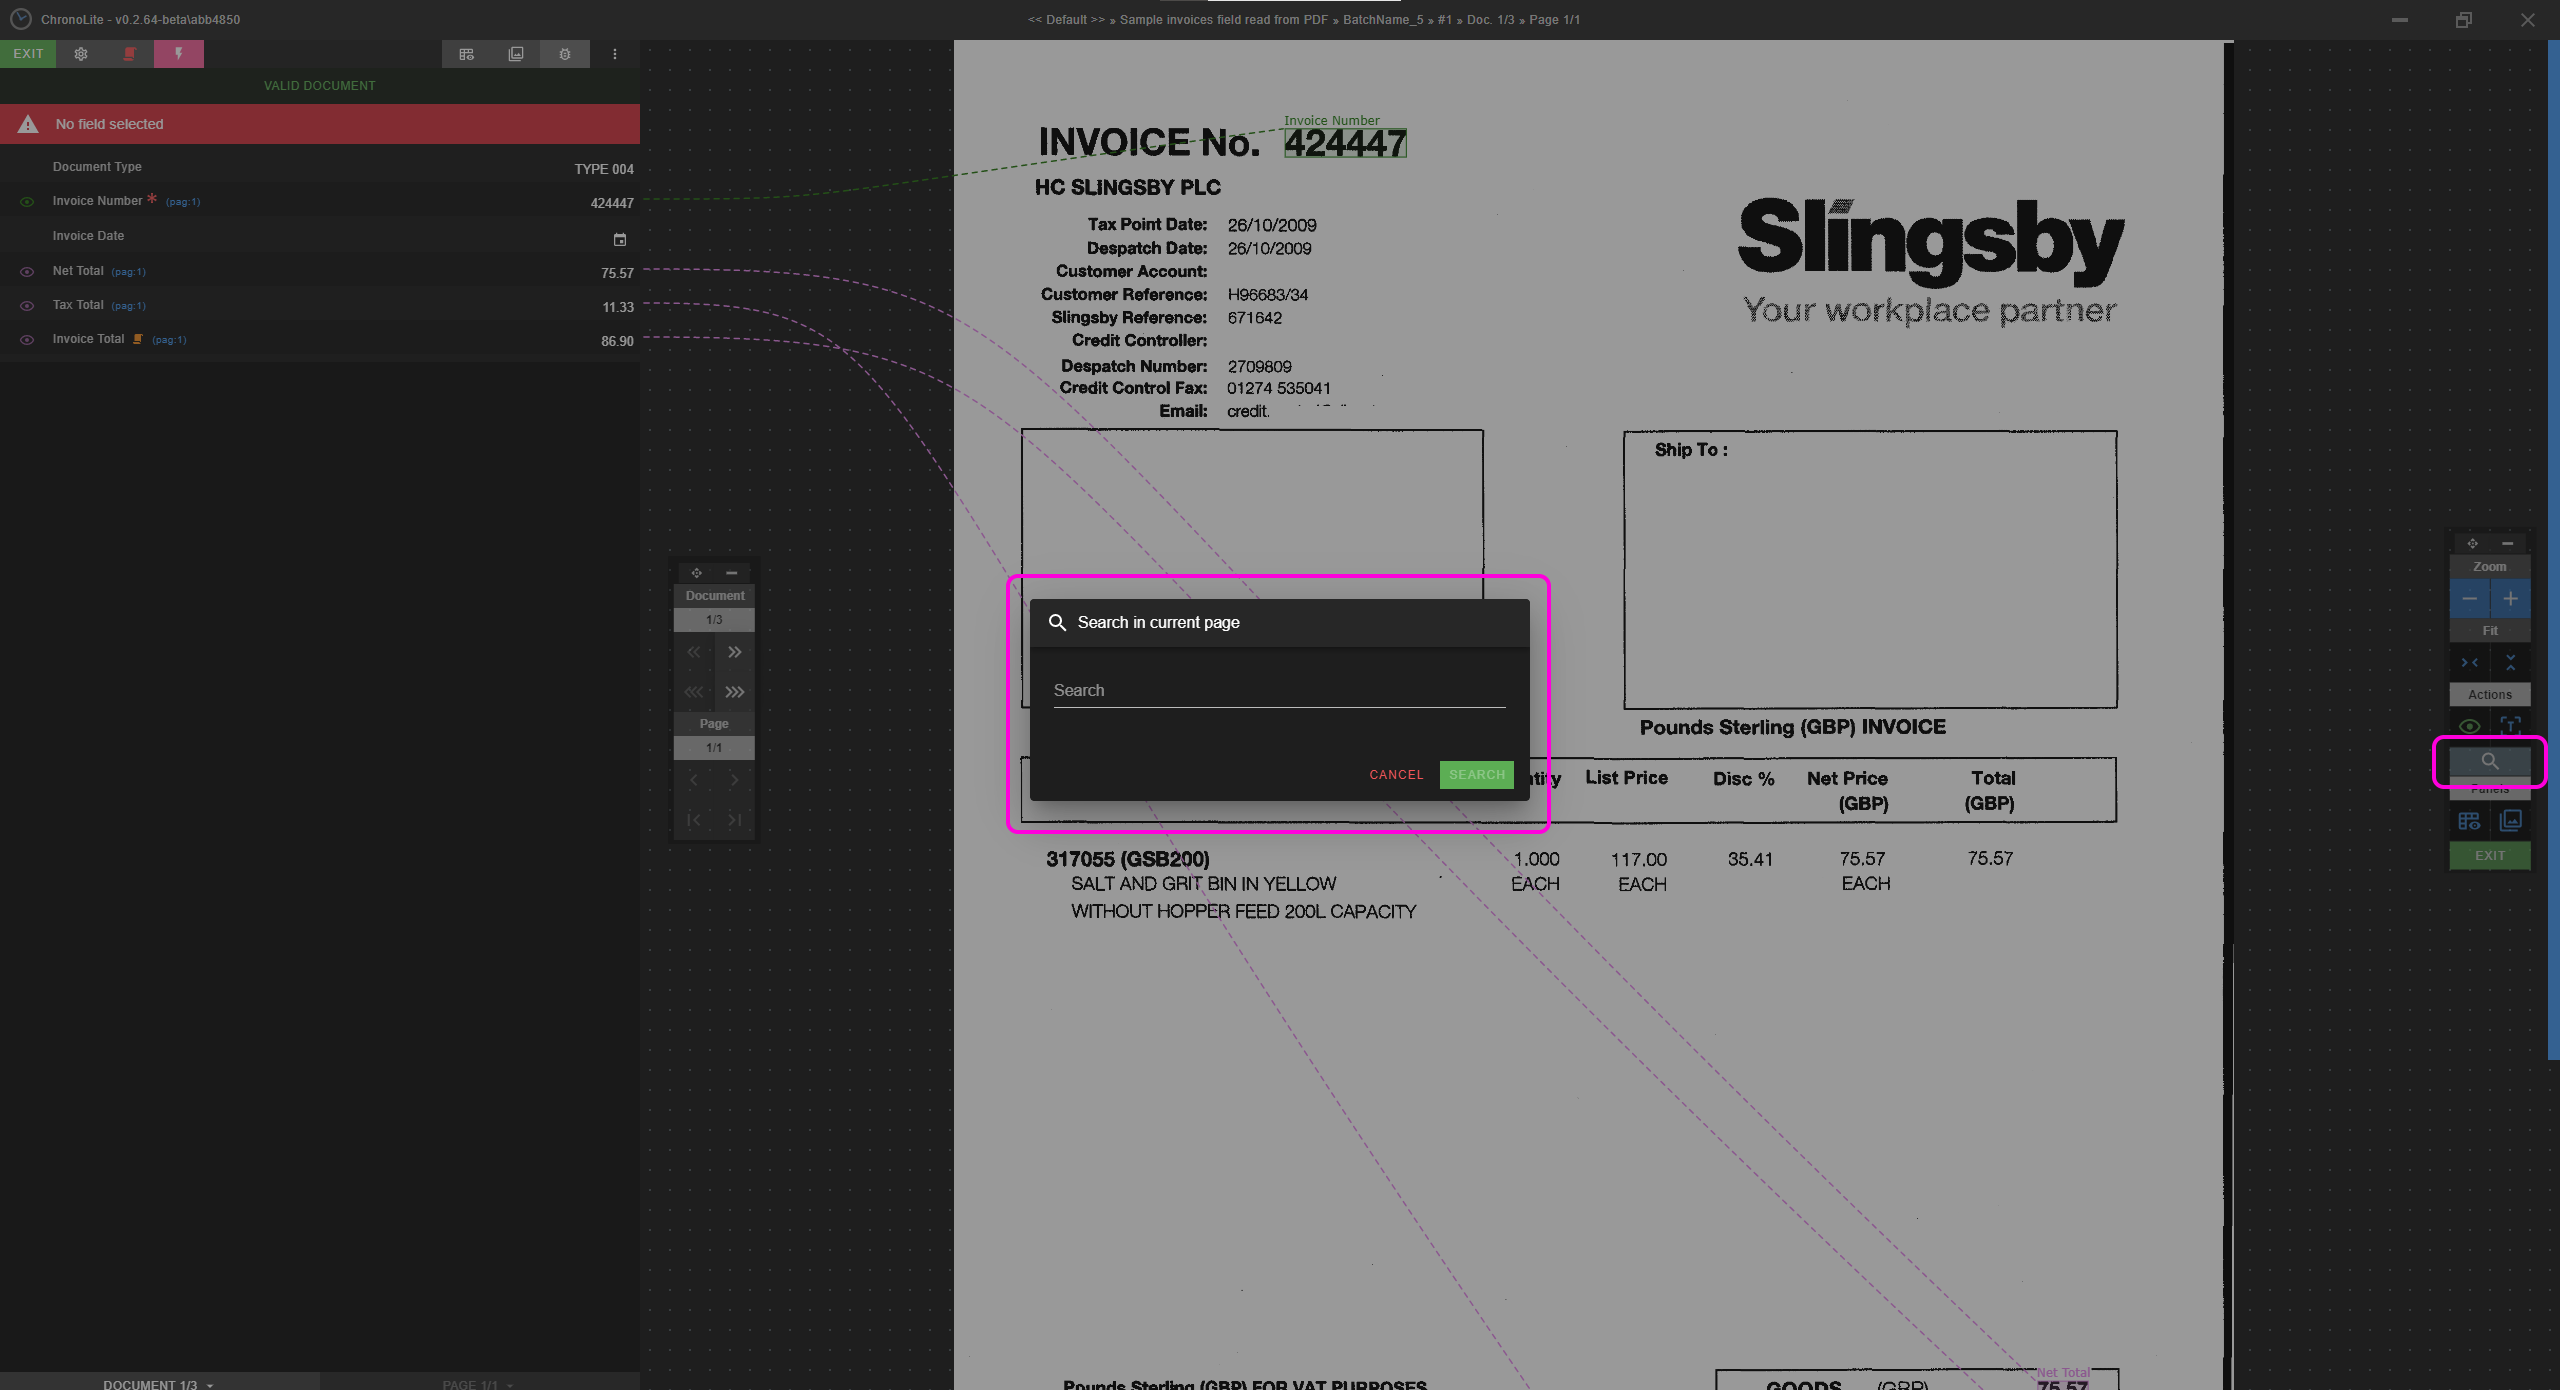 ChronoLite - v0.2.64-beta\abb4850
<< Default >> » Sample invoices field read from PDF » BatchName_5 » #1 » Doc. 1/3 » Page 1/1
EXIT
VALID DOCUMENT
No field selected
Document Type TYPE 004
Invoice Number * (pag:1) 424447
Invoice Date
Net Total (pag:1) 75.57
Tax Total (pag:1) 11.33
Invoice Total (pag:1) 86.90
Document
1/3
Page
1/1
DOCUMENT 1/3
PAGE 1/1
Invoice Number
INVOICE No. 424447
HC SLINGSBY PLC
Tax Point Date: 26/10/2009
Despatch Date: 26/10/2009
Customer Account:
Customer Reference: H96683/34
Slingsby Reference: 671642
Credit Controller:
Despatch Number: 2709809
Credit Control Fax: 01274 535041
Email: credit.
Slingsby
Your workplace partner
Ship To :
Pounds Sterling (GBP) INVOICE
Search in current page
Search
CANCEL
SEARCH
List Price Disc % Net Price Total
(GBP) (GBP)
317055 (GSB200) 1.000 117.00 35.41 75.57 75.57
SALT AND GRIT BIN IN YELLOW EACH EACH EACH
WITHOUT HOPPER FEED 200L CAPACITY
Net Total
Pounds Sterling (GBP) FOR VAT PURPOSES
GOODS (GBP) 75.57
Zoom
Fit
Actions
Panels
EXIT